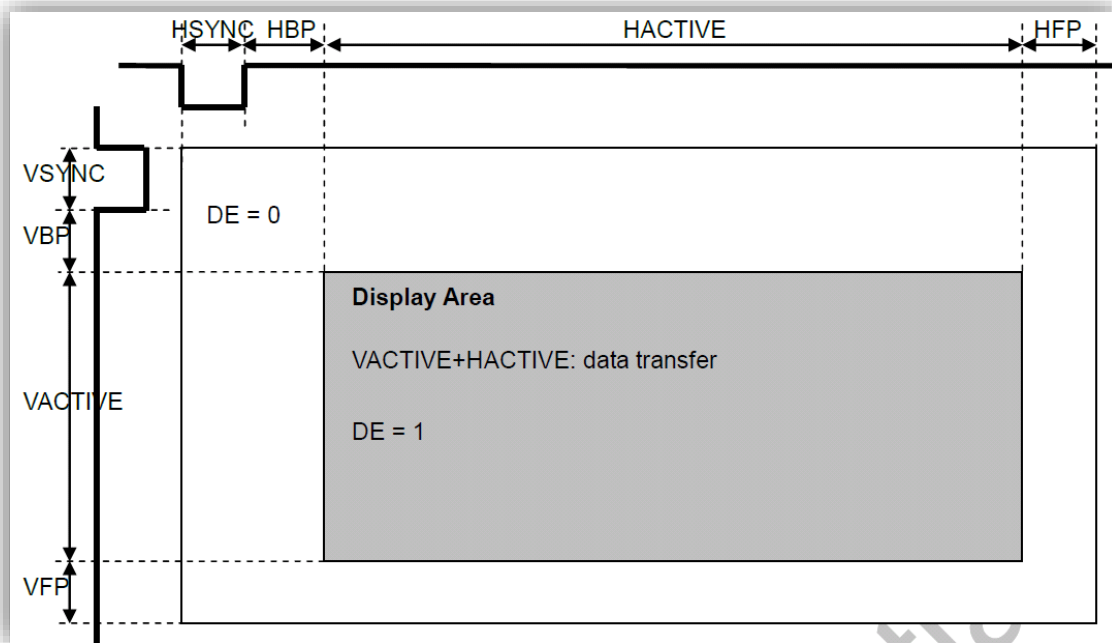 HSYNC HBP HACTIVE HFP
VSYNC
DE = 0
VBP
Display Area
VACTIVE+HACTIVE: data transfer
VACTIVE
DE = 1
VFP